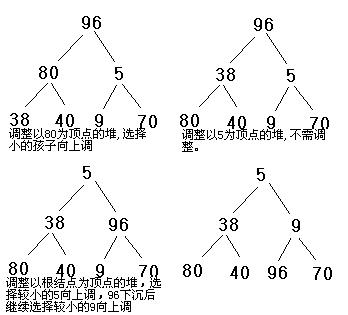 96
96
80 5
38 5
38 40 9 70
80 40 9 70
调整以80为顶点的堆,选择
小的孩子向上调
调整以5为顶点的堆,不需调
整。
5
5
38 96
38 9
80 40 9 70
80 40 96 70
调整以根结点为顶点的堆，选
择较小的5向上调，96下沉后
继续选择较小的9向上调